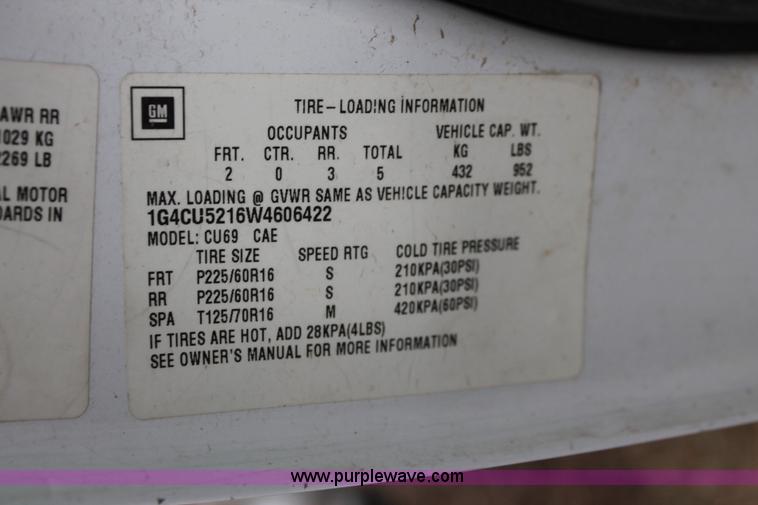 AWR RR
1029 KG
2269 LB
L MOTOR
ARDS IN
GM
TIRE-LOADING INFORMATION
OCCUPANTS VEHICLE CAP. WT.
FRT. CTR. RR. TOTAL KG LBS
2 0 3 5 432 952
MAX. LOADING @ GVWR SAME AS VEHICLE CAPACITY WEIGHT.
1G4CU5216W4606422
MODEL: CU69 CAE
TIRE SIZE SPEED RTG COLD TIRE PRESSURE
FRT P225/60R16 S 210KPA(30PSI)
RR P225/60R16 S 210KPA(30PSI)
SPA T125/70R16 M 420KPA(60PSI)
IF TIRES ARE HOT, ADD 28KPA(4LBS)
SEE OWNER'S MANUAL FOR MORE INFORMATION
www.purplewave.com